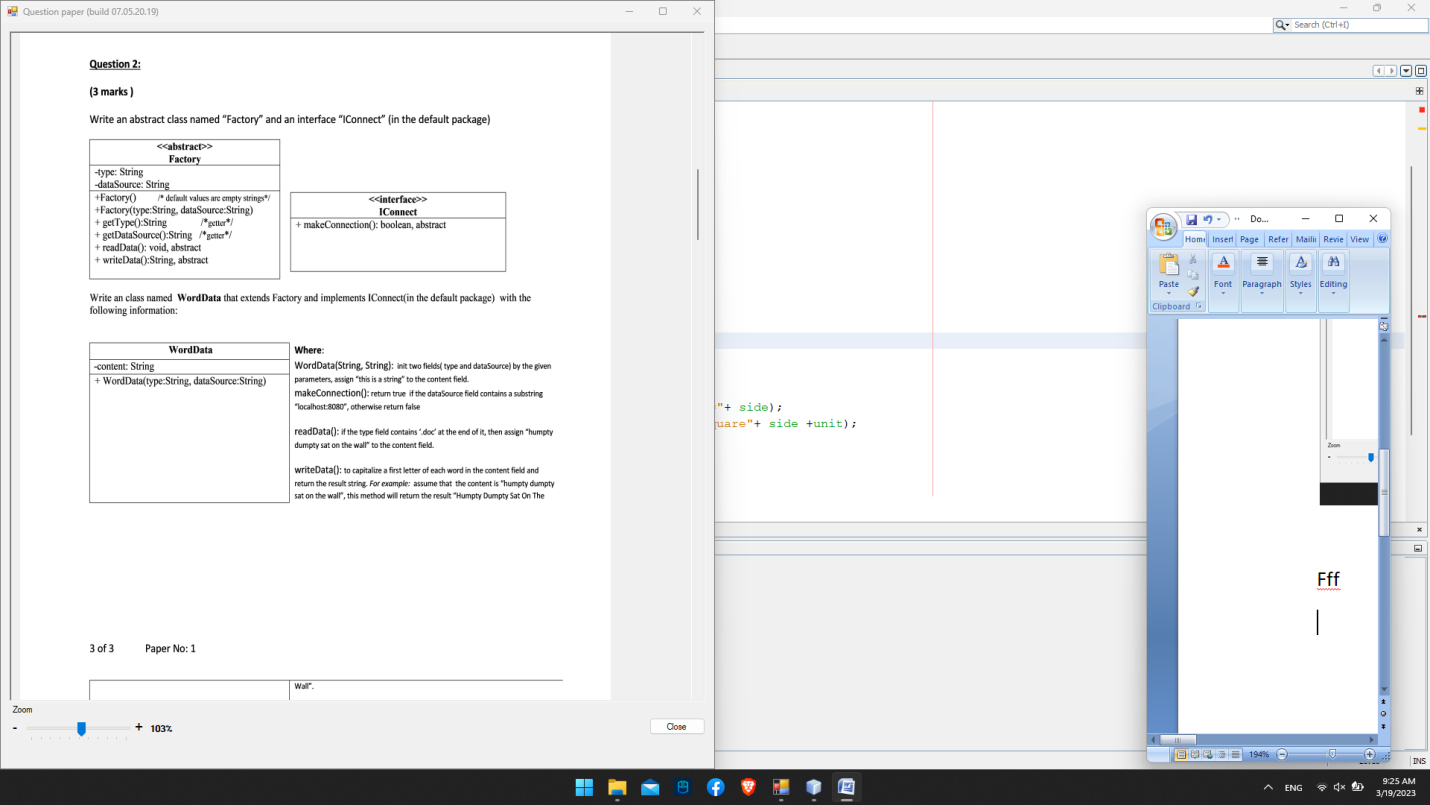 Question paper (build 07.05.20.19)
Search (Ctrl+I)
Question 2:
(3 marks )
Write an abstract class named “Factory” and an interface “IConnect” (in the default package)
<<abstract>>
Factory
-type: String
-dataSource: String
+Factory() /* default values are empty strings*/
+Factory(type:String, dataSource:String)
+ getType():String /*getter*/
+ getDataSource():String /*getter*/
+ readData(): void, abstract
+ writeData():String, abstract
<<interface>>
IConnect
+ makeConnection(): boolean, abstract
Write an class named WordData that extends Factory and implements IConnect(in the default package) with the
following information:
WordData
-content: String
+ WordData(type:String, dataSource:String)
Where:
WordData(String, String): init two fields( type and dataSource) by the given
parameters, assign “this is a string” to the content field.
makeConnection(): return true if the dataSource field contains a substring
“localhost:8080”, otherwise return false
readData(): if the type field contains ‘.doc’ at the end of it, then assign “humpty
dumpty sat on the wall” to the content field.
writeData(): to capitalize a first letter of each word in the content field and
return the result string. For example: assume that the content is “humpty dumpty
sat on the wall”, this method will return the result “Humpty Dumpty Sat On The
3 of 3 Paper No: 1
Wall”.
Zoom
- + 103%
Close
"+ side);
uare"+ side +unit);
Do...
Home Insert Page Refer Mailin Revie View
Paste Font Paragraph Styles Editing
Clipboard
Zoom
-
Fff
194%
INS
ENG
9:25 AM
3/19/2023